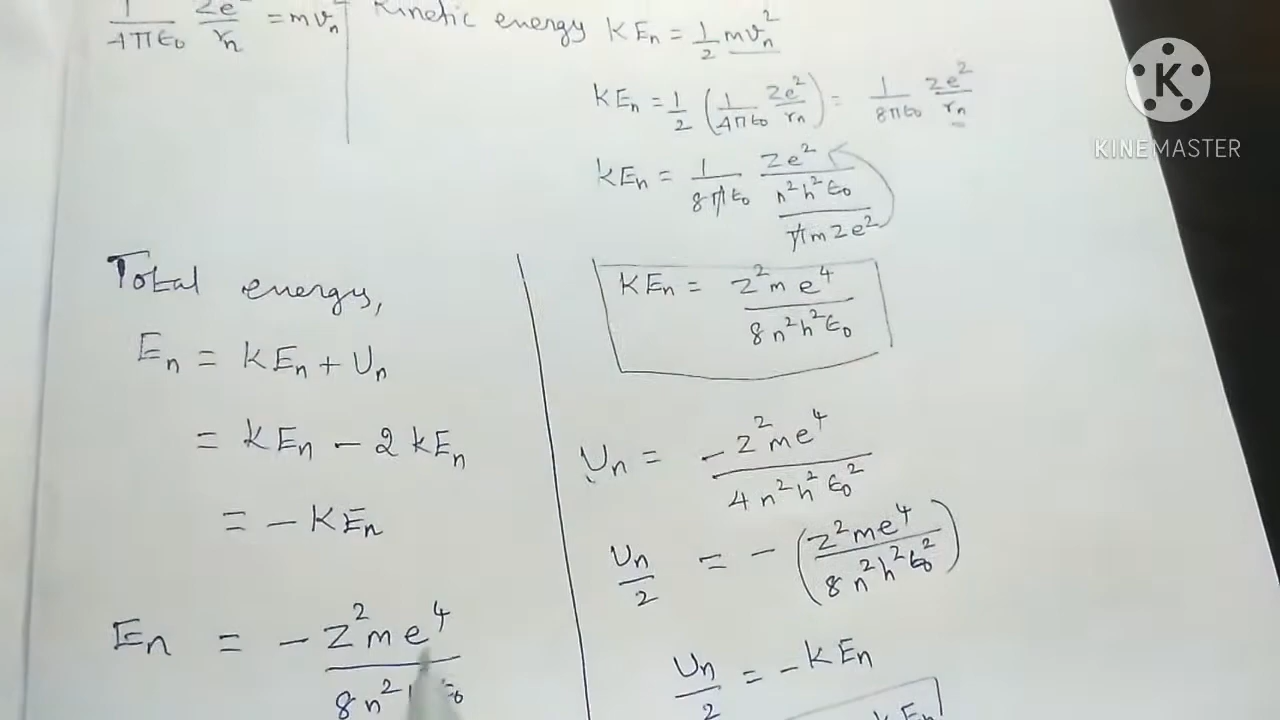 1/4πϵ₀ Ze/rₙ = mvₙ² Kinetic energy KEₙ = 1/2 mvₙ²
KEₙ = 1/2 (1/4πϵ₀ Ze²/rₙ) = 1/8πϵ₀ Ze²/rₙ
K
KINEMASTER
KEₙ = 1/8πϵ₀ Ze²/(n²h²ϵ₀/πmZe²)
KEₙ = Z²me⁴/8n²h²ϵ₀
Total energy,
Eₙ = KEₙ + Uₙ
= KEₙ - 2KEₙ
= - KEₙ
Eₙ = - Z²me⁴/8n²
Uₙ = -Z²me⁴/4n²h²ϵ₀²
Uₙ/2 = - (Z²me⁴/8n²h²ϵ₀²)
Uₙ/2 = -KEₙ
KEₙ